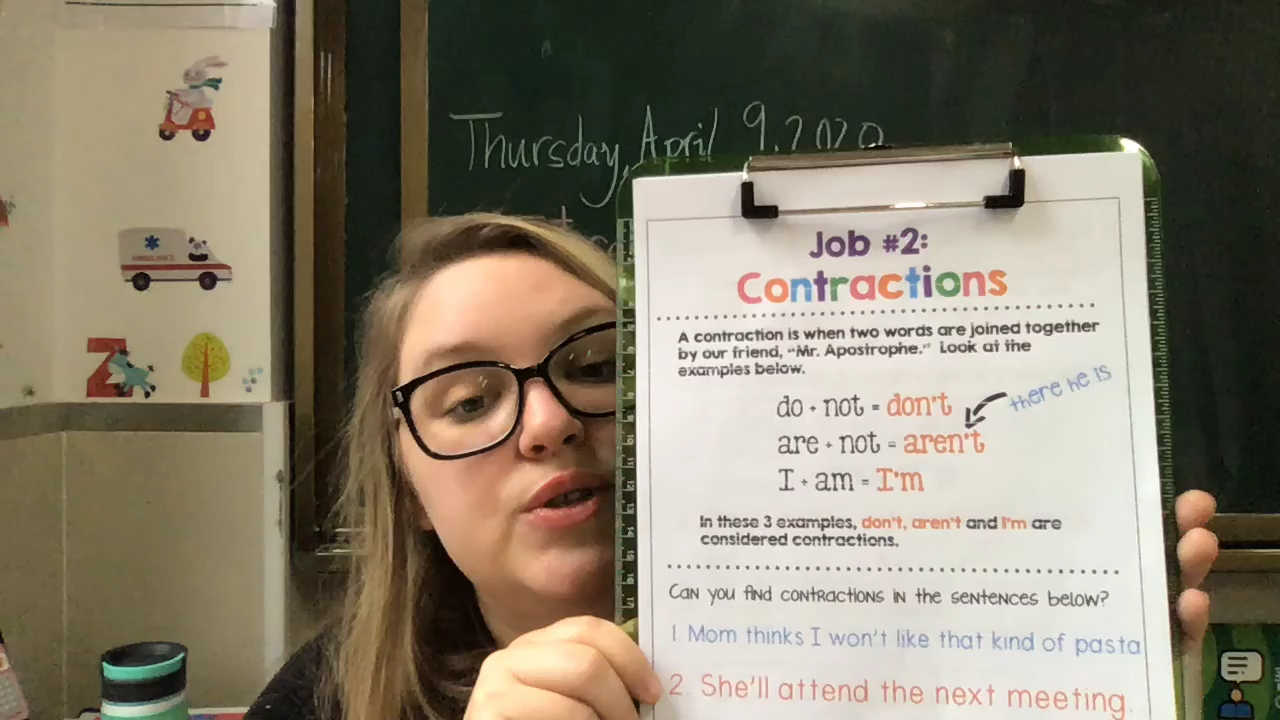 Thursday, April 9, 2020
AMBULANCE
Z
Job #2:
Contractions
A contraction is when two words are joined together
by our friend, "Mr. Apostrophe." Look at the
examples below.
do + not = don't
there he is
are + not = aren't
I + am = I'm
In these 3 examples, don't, aren't and I'm are
considered contractions.
Can you find contractions in the sentences below?
1. Mom thinks I won't like that kind of pasta
2. She'll attend the next meeting.